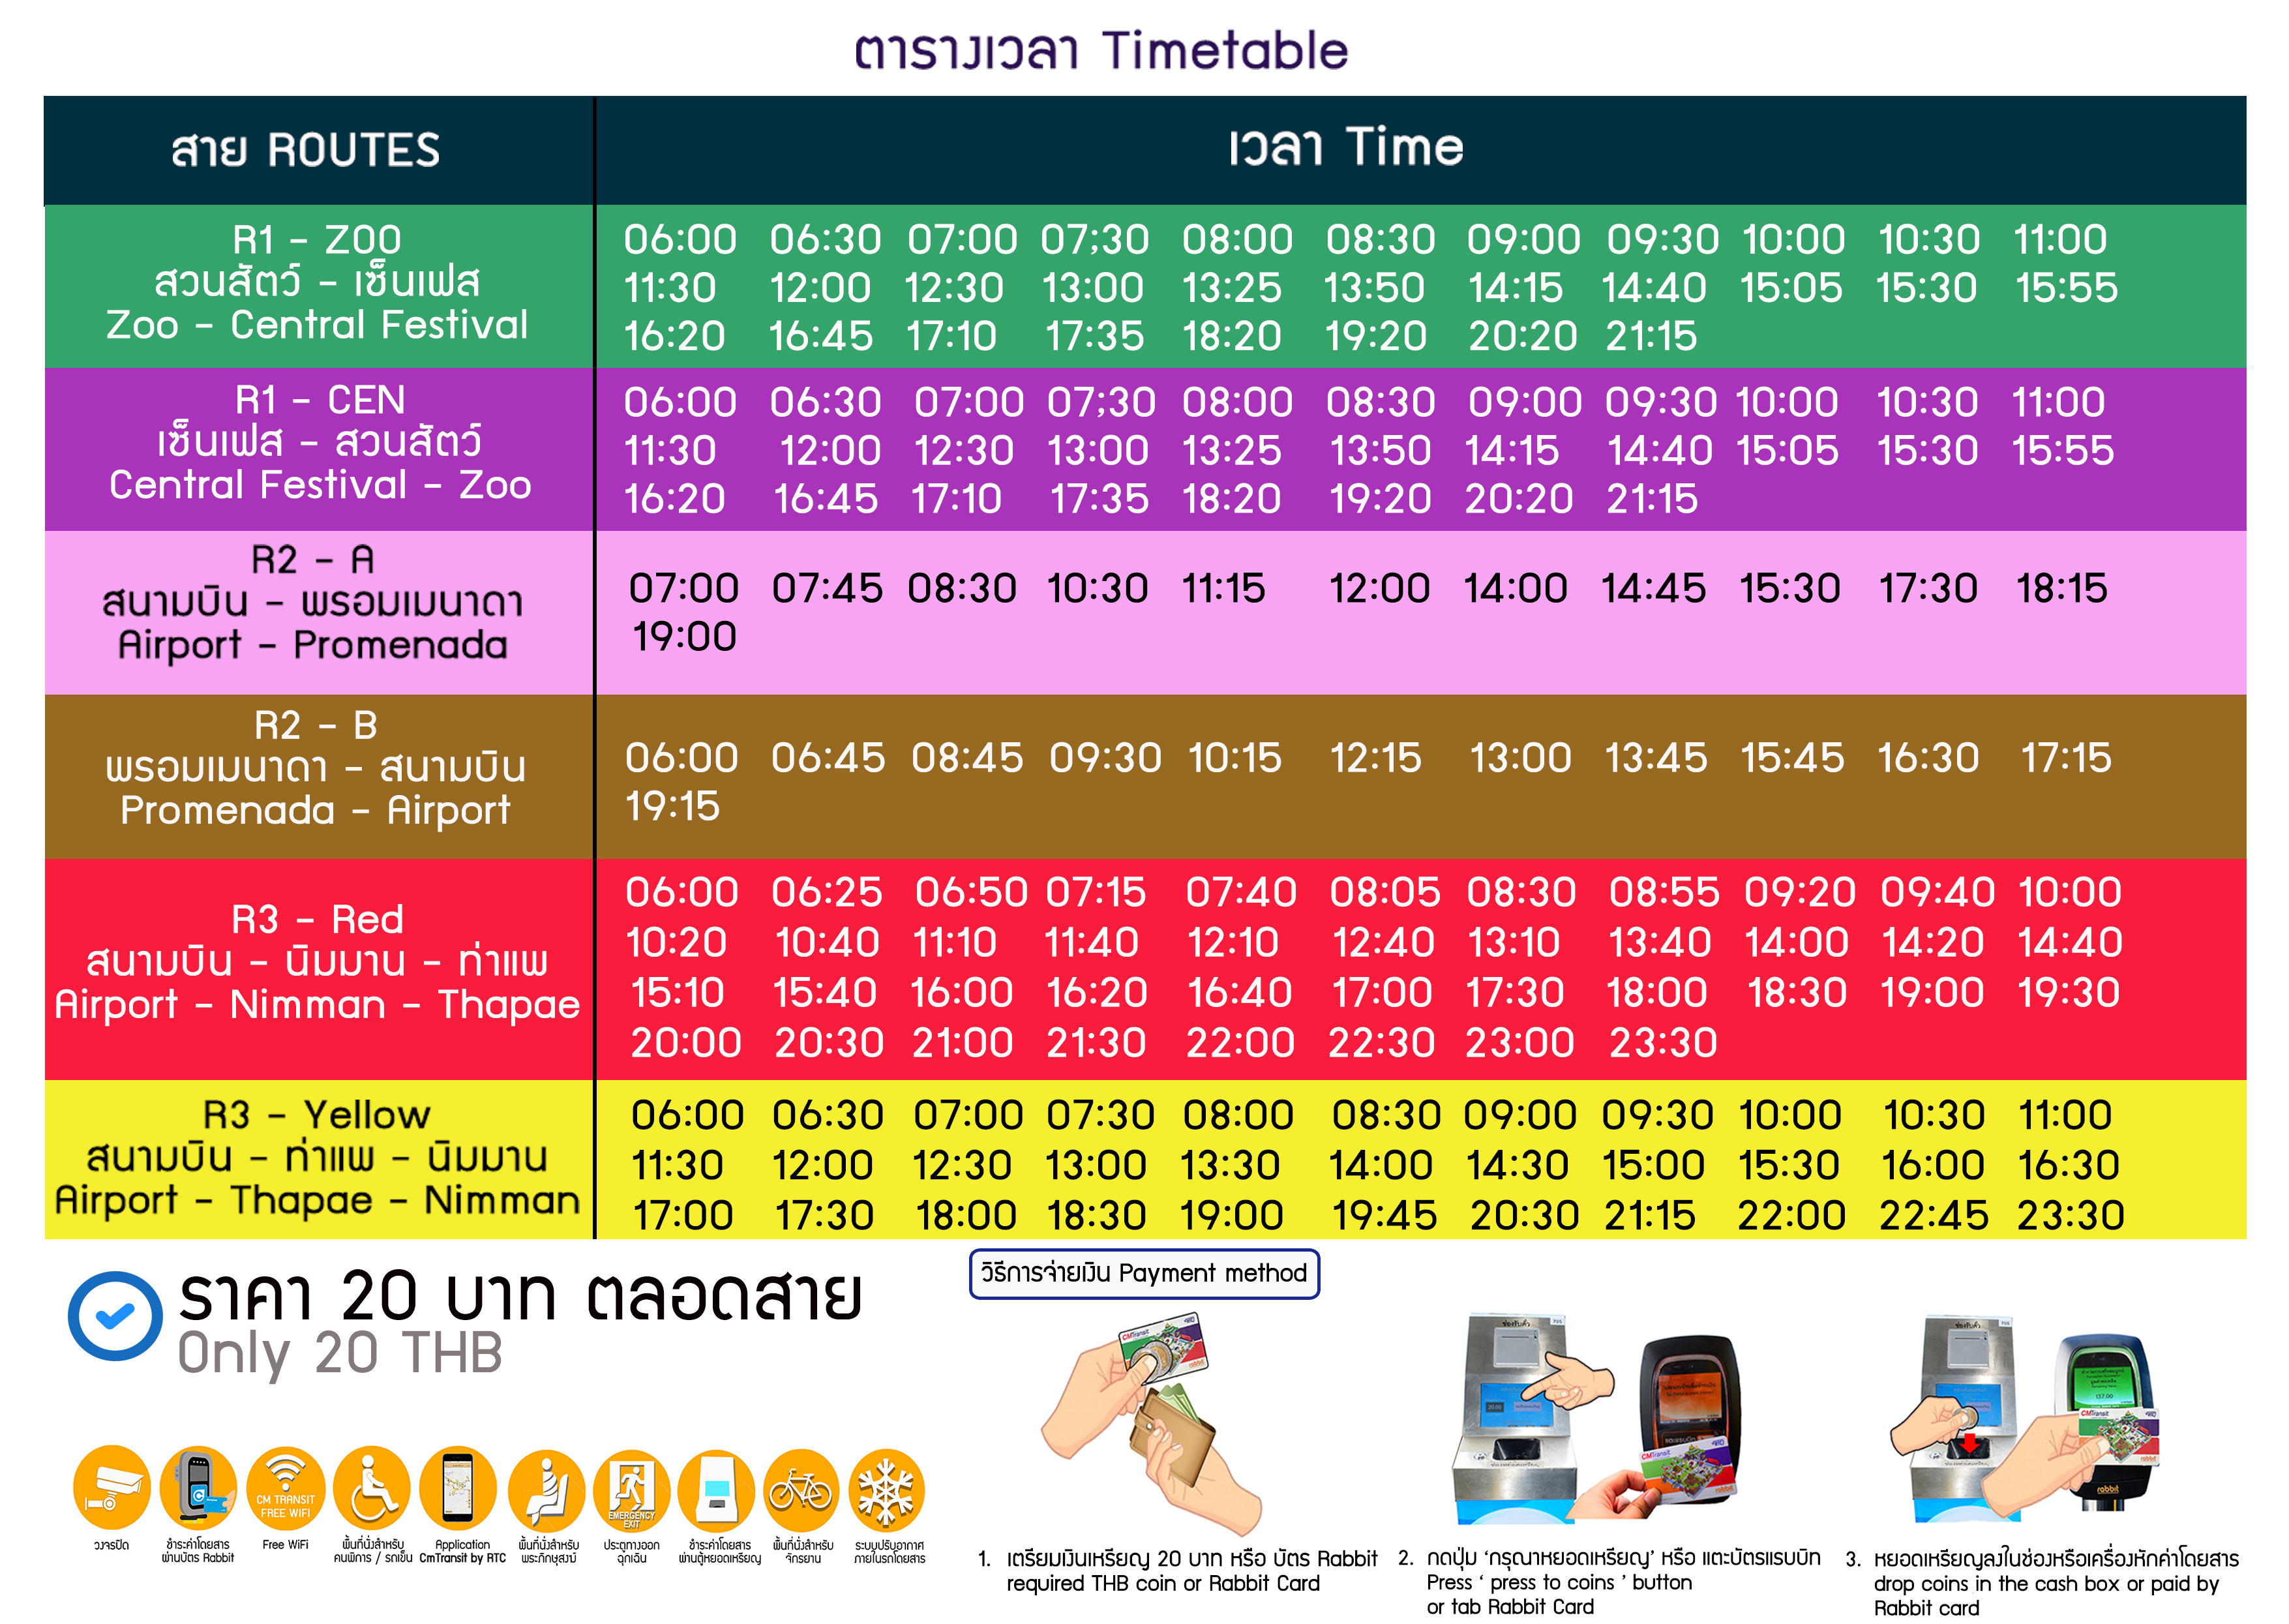 ตารางเวลา Timetable
สาย ROUTES
เวลา Time
R1 - ZOO
สวนสัตว์ - เซ็นเฟส
Zoo - Central Festival
06:00 06:30 07:00 07;30 08:00 08:30 09:00 09:30 10:00 10:30 11:00
11:30 12:00 12:30 13:00 13:25 13:50 14:15 14:40 15:05 15:30 15:55
16:20 16:45 17:10 17:35 18:20 19:20 20:20 21:15
R1 - CEN
เซ็นเฟส - สวนสัตว์
Central Festival - Zoo
06:00 06:30 07:00 07;30 08:00 08:30 09:00 09:30 10:00 10:30 11:00
11:30 12:00 12:30 13:00 13:25 13:50 14:15 14:40 15:05 15:30 15:55
16:20 16:45 17:10 17:35 18:20 19:20 20:20 21:15
R2 - A
สนามบิน - พรอมเมนาดา
Airport - Promenada
07:00 07:45 08:30 10:30 11:15 12:00 14:00 14:45 15:30 17:30 18:15
19:00
R2 - B
พรอมเมนาดา - สนามบิน
Promenada - Airport
06:00 06:45 08:45 09:30 10:15 12:15 13:00 13:45 15:45 16:30 17:15
19:15
R3 - Red
สนามบิน - นิมมาน - ท่าแพ
Airport - Nimman - Thapae
06:00 06:25 06:50 07:15 07:40 08:05 08:30 08:55 09:20 09:40 10:00
10:20 10:40 11:10 11:40 12:10 12:40 13:10 13:40 14:00 14:20 14:40
15:10 15:40 16:00 16:20 16:40 17:00 17:30 18:00 18:30 19:00 19:30
20:00 20:30 21:00 21:30 22:00 22:30 23:00 23:30
R3 - Yellow
สนามบิน - ท่าแพ - นิมมาน
Airport - Thapae - Nimman
06:00 06:30 07:00 07:30 08:00 08:30 09:00 09:30 10:00 10:30 11:00
11:30 12:00 12:30 13:00 13:30 14:00 14:30 15:00 15:30 16:00 16:30
17:00 17:30 18:00 18:30 19:00 19:45 20:30 21:15 22:00 22:45 23:30
ราคา 20 บาท ตลอดสาย
Only 20 THB
CM TRANSIT
FREE WIFI
EMERGENCY
EXIT
วงจรปิด
ชำระค่าโดยสาร
ผ่านบัตร Rabbit
Free WiFi
พื้นที่นั่งสำหรับ
คนพิการ / รถเข็น
Application
CmTransit by RTC
พื้นที่นั่งสำหรับ
พระภิกษุสงฆ์
ประตูทางออก
ฉุกเฉิน
ชำระค่าโดยสาร
ผ่านตู้หยอดเหรียญ
พื้นที่นั่งสำหรับ
จักรยาน
ระบบปรับอากาศ
ภายในรถโดยสาร
วิธีการจ่ายเงิน Payment method
CMTransit
rabbit
ช่องรับตั๋ว
20.00
CMTransit
ช่องรับตั๋ว
137.00
CMTransit
rabbit
rabbit
1. เตรียมเงินเหรียญ 20 บาท หรือ บัตร Rabbit
required THB coin or Rabbit Card
2. กดปุ่ม ‘กรุณาหยอดเหรียญ’ หรือ แตะบัตรแรบบิท
Press ‘ press to coins ’ button
or tab Rabbit Card
3. หยอดเหรียญลงในช่องหรือเครื่องหักค่าโดยสาร
drop coins in the cash box or paid by
Rabbit card